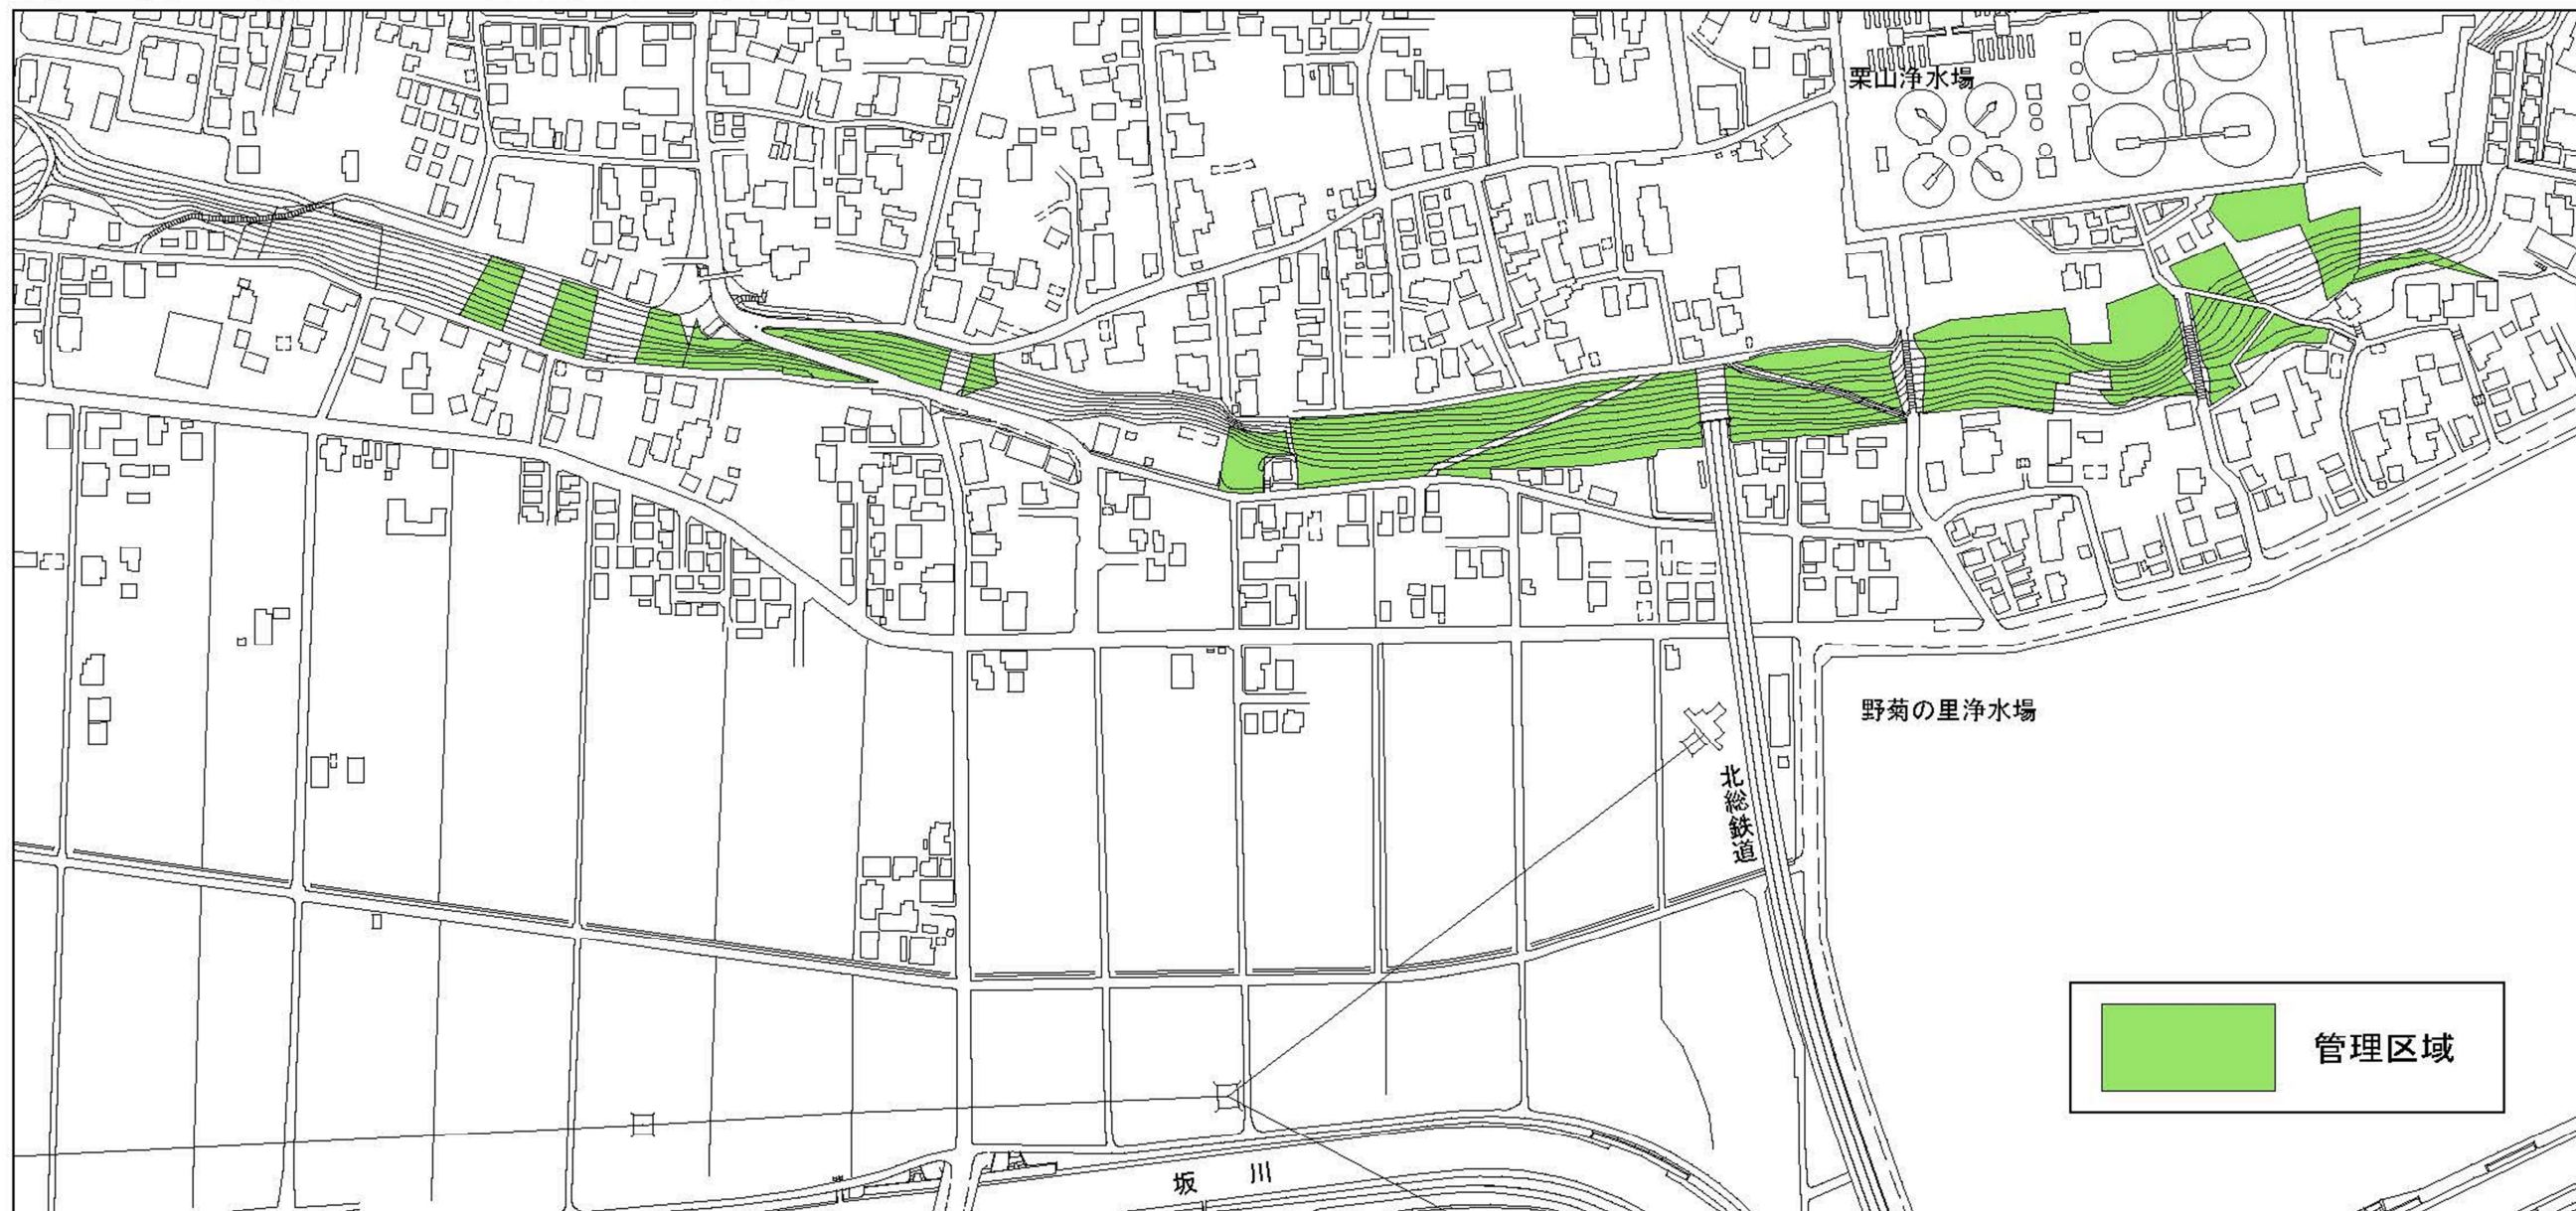 栗山浄水場
野菊の里浄水場
北総鉄道
管理区域
坂川